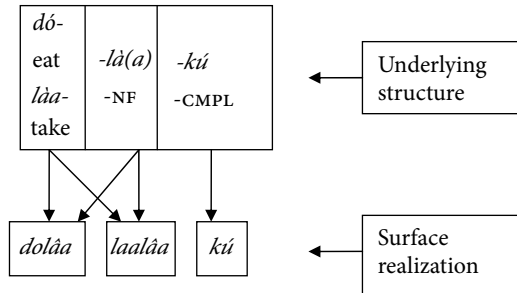 dó-
eat -là(a) -kú
làa- -NF -CMPL
take
Underlying
structure
dolâa laalâa kú
Surface
realization